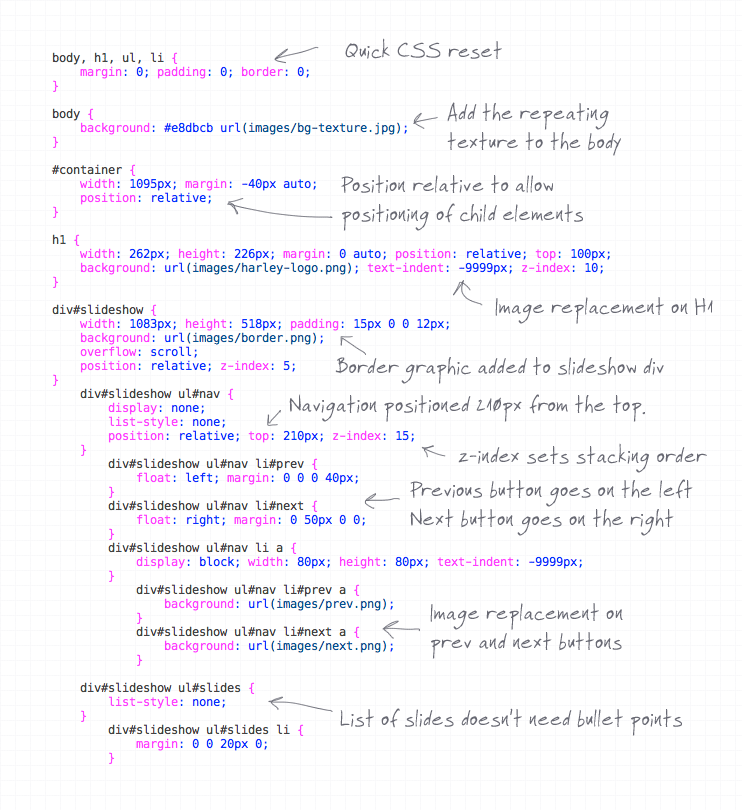 body, h1, ul, li {
Quick CSS reset
margin: 0; padding: 0; border: 0;
}
body {
Add the repeating
background: #e8dbcb url(images/bg-texture.jpg);
texture to the body
}
#container {
width: 1095px; margin: -40px auto;
Position relative to allow
position: relative;
positioning of child elements
}
h1 {
width: 262px; height: 226px; margin: 0 auto; position: relative; top: 100px;
background: url(images/harley-logo.png); text-indent: -9999px; z-index: 10;
}
Image replacement on H1
div#slideshow {
width: 1083px; height: 518px; padding: 15px 0 0 12px;
background: url(images/border.png);
overflow: scroll;
position: relative; z-index: 5;
Border graphic added to slideshow div
}
div#slideshow ul#nav {
display: none;
Navigation positioned 210px from the top.
list-style: none;
position: relative; top: 210px; z-index: 15;
}
z-index sets stacking order
div#slideshow ul#nav li#prev {
float: left; margin: 0 0 0 40px;
}
Previous button goes on the left
div#slideshow ul#nav li#next {
float: right; margin: 0 50px 0 0;
Next button goes on the right
}
div#slideshow ul#nav li a {
display: block; width: 80px; height: 80px; text-indent: -9999px;
}
div#slideshow ul#nav li#prev a {
background: url(images/prev.png);
}
Image replacement on
div#slideshow ul#nav li#next a {
background: url(images/next.png);
prev and next buttons
}
div#slideshow ul#slides {
list-style: none;
}
List of slides doesn't need bullet points
div#slideshow ul#slides li {
margin: 0 0 20px 0;
}